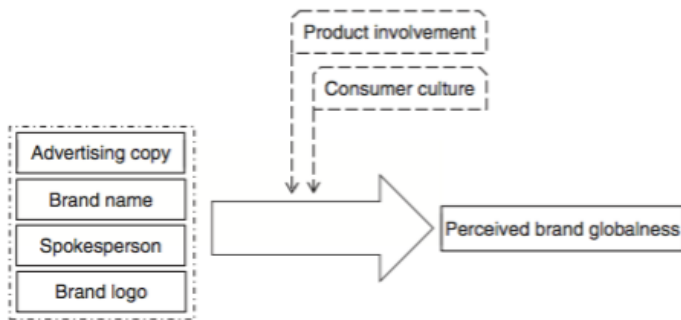 Product involvement
Consumer culture
Advertising copy
Brand name
Spokesperson
Brand logo
Perceived brand globalness